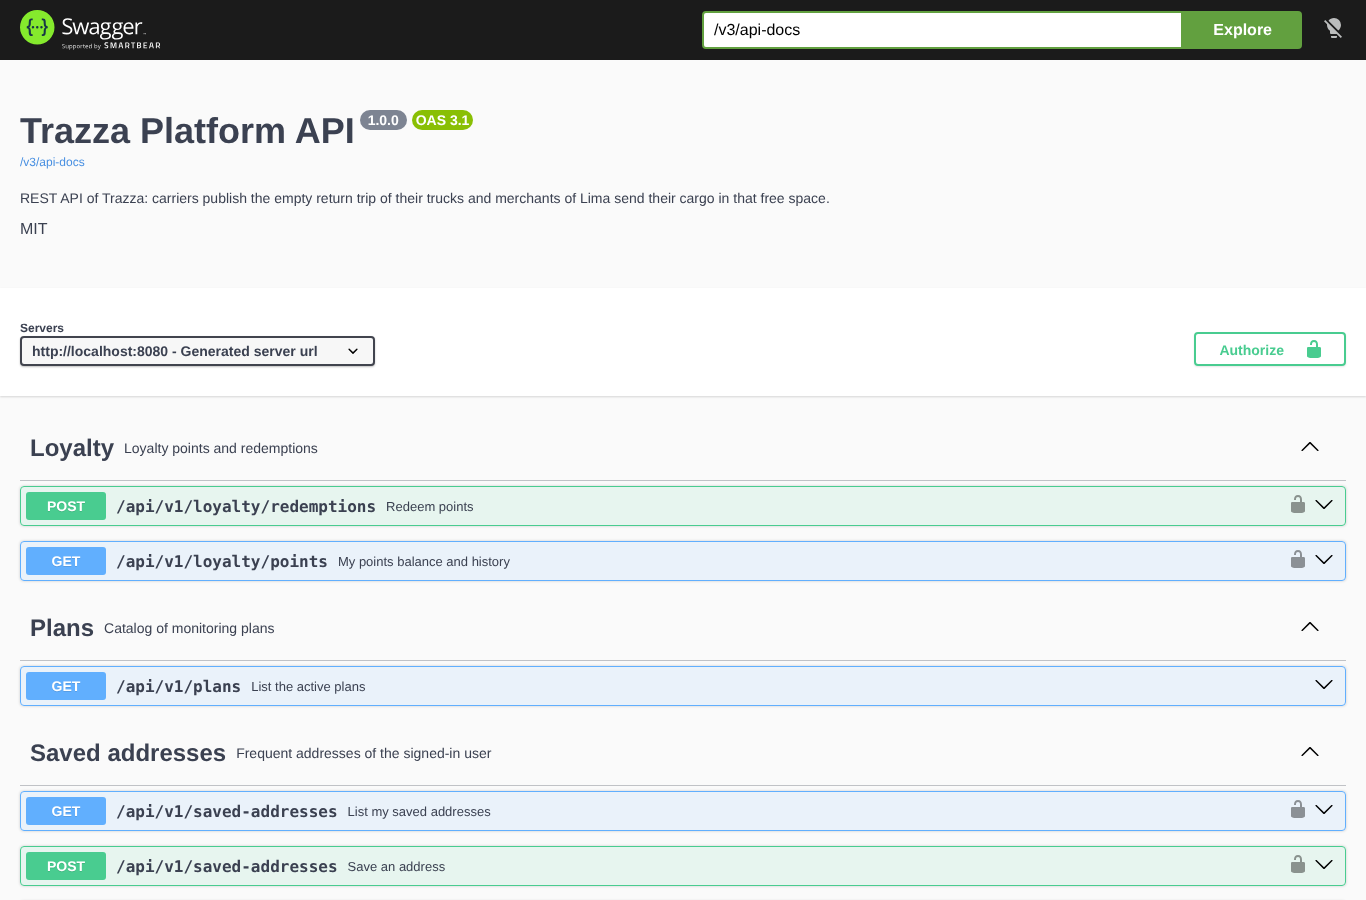 Swagger
Supported by SMARTBEAR
/v3/api-docs
Explore
Trazza Platform API 1.0.0 OAS 3.1
/v3/api-docs
REST API of Trazza: carriers publish the empty return trip of their trucks and merchants of Lima send their cargo in that free space.
MIT
Servers
http://localhost:8080 - Generated server url
Authorize
Loyalty Loyalty points and redemptions
POST /api/v1/loyalty/redemptions Redeem points
GET /api/v1/loyalty/points My points balance and history
Plans Catalog of monitoring plans
GET /api/v1/plans List the active plans
Saved addresses Frequent addresses of the signed-in user
GET /api/v1/saved-addresses List my saved addresses
POST /api/v1/saved-addresses Save an address